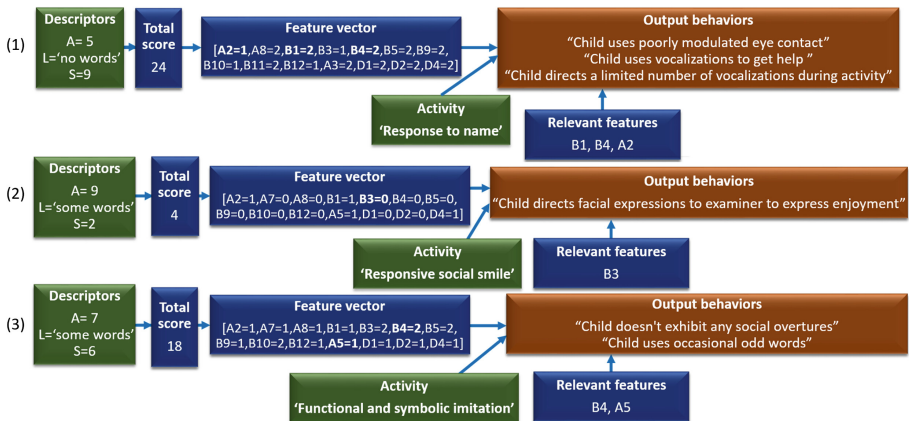 (1)
Descriptors
A= 5
L='no words'
S=9
Total
score
24
Feature vector
[A2=1,A8=2,B1=2,B3=1,B4=2,B5=2,B9=2,
B10=1,B11=2,B12=1,A3=2,D1=2,D2=2,D4=2]
Activity
'Response to name'
Output behaviors
“Child uses poorly modulated eye contact”
“Child uses vocalizations to get help ”
“Child directs a limited number of vocalizations during activity”
Relevant features
B1, B4, A2
(2)
Descriptors
A= 9
L='some words'
S=2
Total
score
4
Feature vector
[A2=1,A7=0,A8=0,B1=1,B3=0,B4=0,B5=0,
B9=0,B10=0,B12=0,A5=1,D1=0,D2=0,D4=1]
Activity
'Responsive social smile'
Output behaviors
“Child directs facial expressions to examiner to express enjoyment”
Relevant features
B3
(3)
Descriptors
A= 7
L='some words'
S=6
Total
score
18
Feature vector
[A2=1,A7=1,A8=1,B1=1,B3=2,B4=2,B5=2,
B9=1,B10=2,B12=1,A5=1,D1=1,D2=1,D4=1]
Activity
'Functional and symbolic imitation'
Output behaviors
“Child doesn't exhibit any social overtures”
“Child uses occasional odd words”
Relevant features
B4, A5